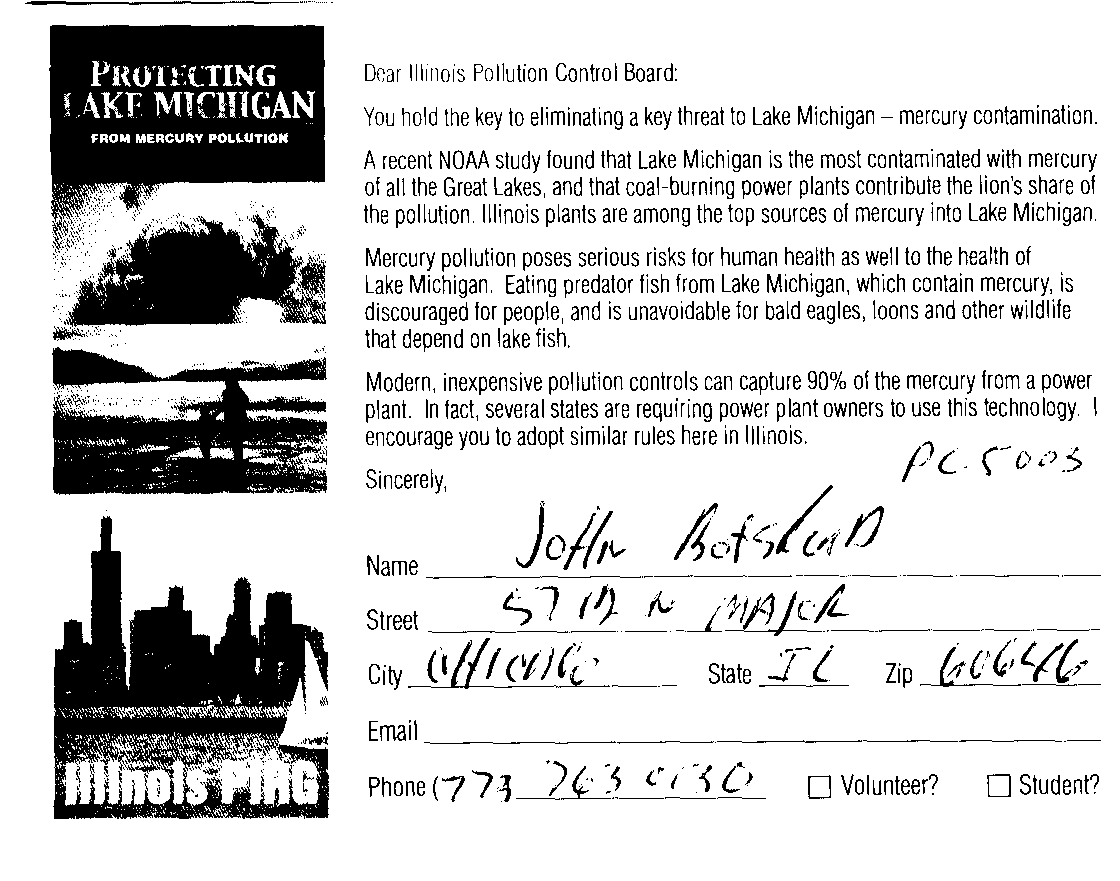 PROTECTING
LAKE MICHIGAN
FROM MERCURY POLLUTION
Illinois PIRG
Dear Illinois Pollution Control Board:
You hold the key to eliminating a key threat to Lake Michigan – mercury contamination.
A recent NOAA study found that Lake Michigan is the most contaminated with mercury
of all the Great Lakes, and that coal-burning power plants contribute the lion's share of
the pollution. Illinois plants are among the top sources of mercury into Lake Michigan.
Mercury pollution poses serious risks for human health as well to the health of
Lake Michigan. Eating predator fish from Lake Michigan, which contain mercury, is
discouraged for people, and is unavoidable for bald eagles, loons and other wildlife
that depend on lake fish.
Modern, inexpensive pollution controls can capture 90% of the mercury from a power
plant. In fact, several states are requiring power plant owners to use this technology. I
encourage you to adopt similar rules here in Illinois.
PC 5003
Sincerely,
Name JOHN
Street N MAJOR
City CHICAGO State IL Zip 60646
Email
Phone (773 763 0130 Volunteer? Student?